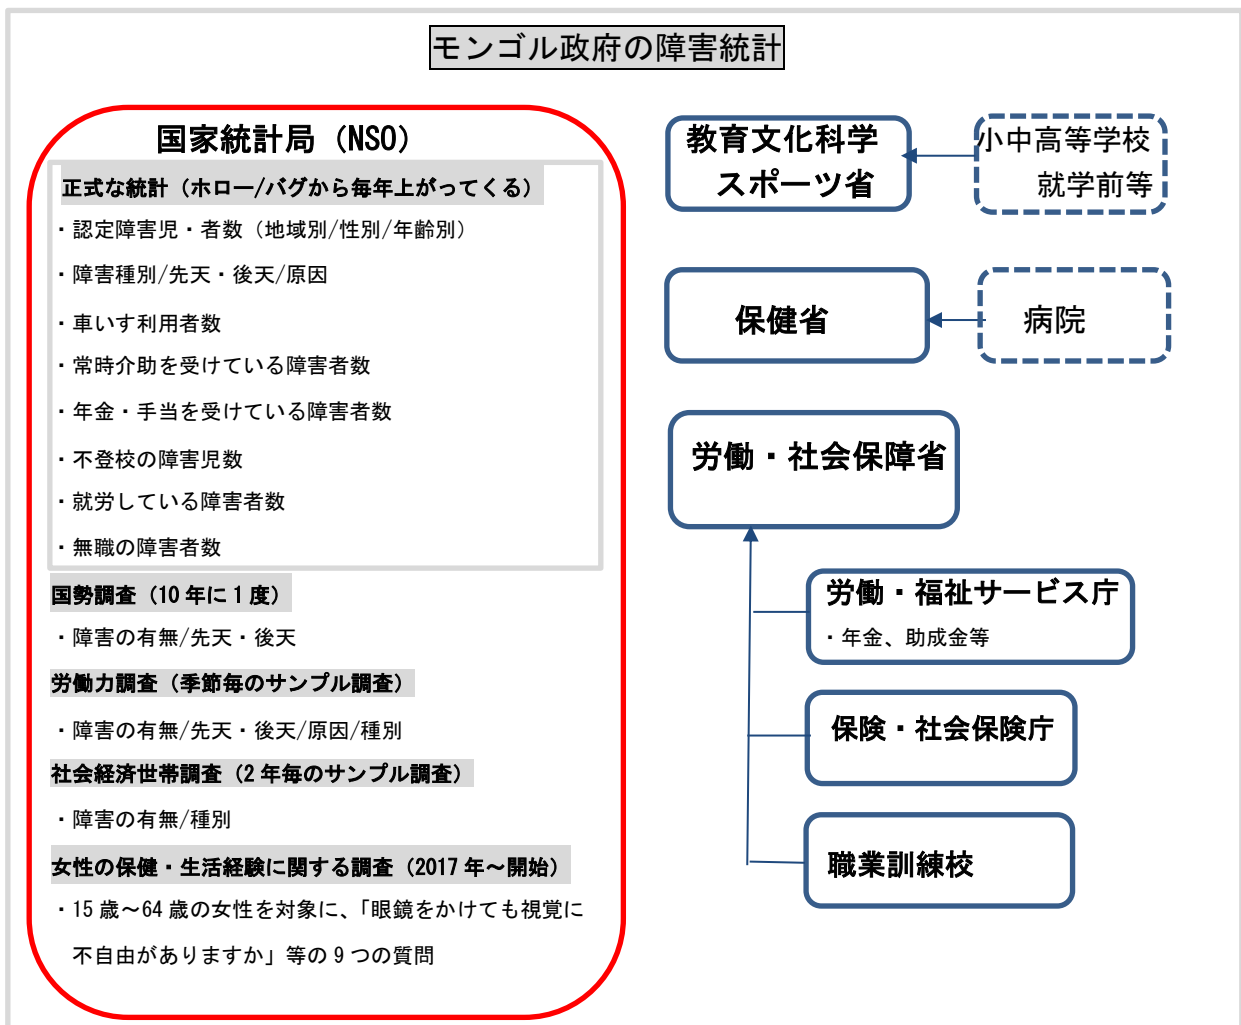 モンゴル政府の障害統計
国家統計局（NSO）
正式な統計（ホロー/バグから毎年上がってくる）
・認定障害児・者数（地域別/性別/年齢別）
・障害種別/先天・後天/原因
・車いす利用者数
・常時介助を受けている障害者数
・年金・手当を受けている障害者数
・不登校の障害児数
・就労している障害者数
・無職の障害者数
国勢調査（10年に1度）
・障害の有無/先天・後天
労働力調査（季節毎のサンプル調査）
・障害の有無/先天・後天/原因/種別
社会経済世帯調査（2年毎のサンプル調査）
・障害の有無/種別
女性の保健・生活経験に関する調査（2017年～開始）
・15歳～64歳の女性を対象に、「眼鏡をかけても視覚に
不自由がありますか」等の9つの質問
教育文化科学
スポーツ省
小中高等学校
就学前等
保健省
病院
労働・社会保障省
労働・福祉サービス庁
・年金、助成金等
保険・社会保険庁
職業訓練校